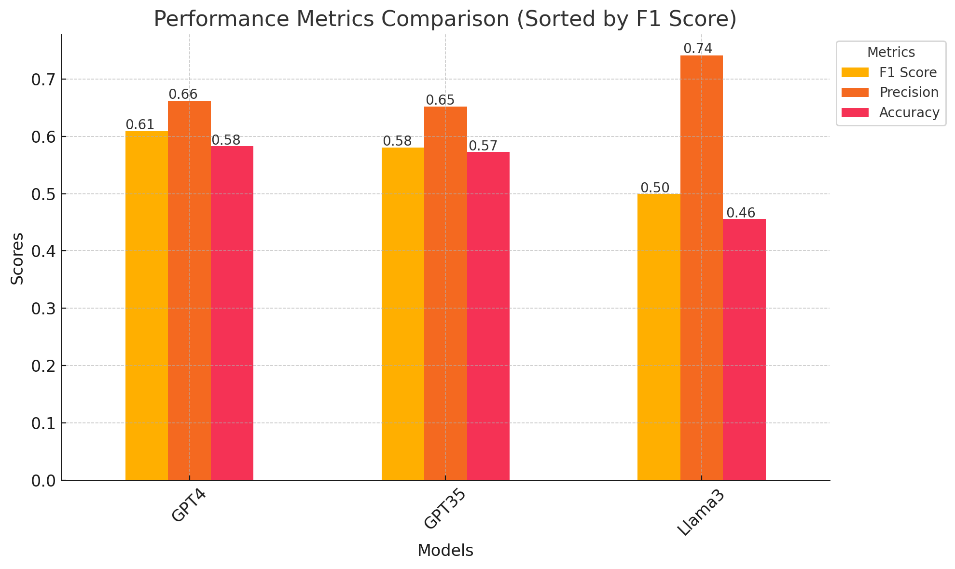 Performance Metrics Comparison (Sorted by F1 Score)
Metrics
F1 Score
Precision
Accuracy
Scores
0.7
0.6
0.5
0.4
0.3
0.2
0.1
0.0
0.61
0.66
0.58
0.58
0.65
0.57
0.50
0.74
0.46
GPT4
GPT35
Llama3
Models